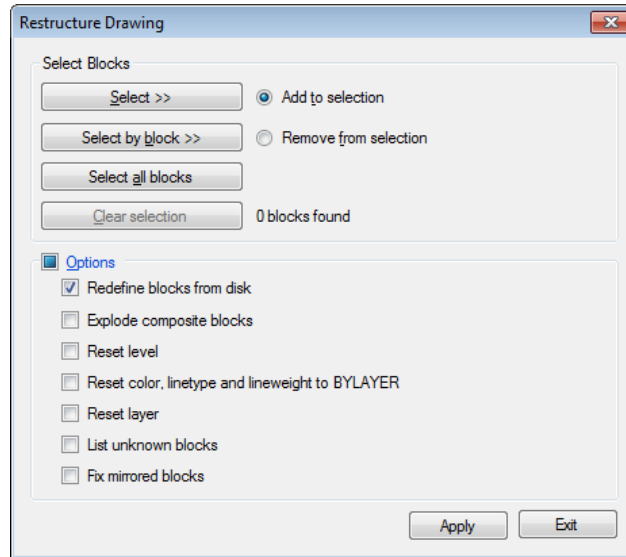 Restructure Drawing
Select Blocks
Select >>
Add to selection
Select by block >>
Remove from selection
Select all blocks
Clear selection
0 blocks found
Options
Redefine blocks from disk
Explode composite blocks
Reset level
Reset color, linetype and lineweight to BYLAYER
Reset layer
List unknown blocks
Fix mirrored blocks
Apply
Exit